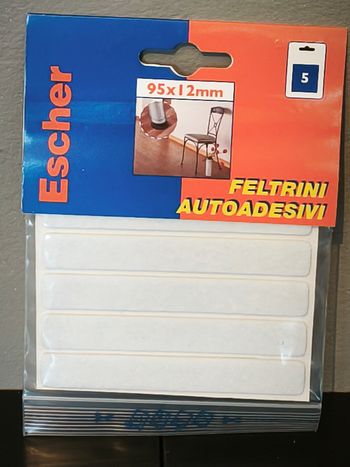 Escher
95x12mm
5
FELTRINI
AUTOADESIVI